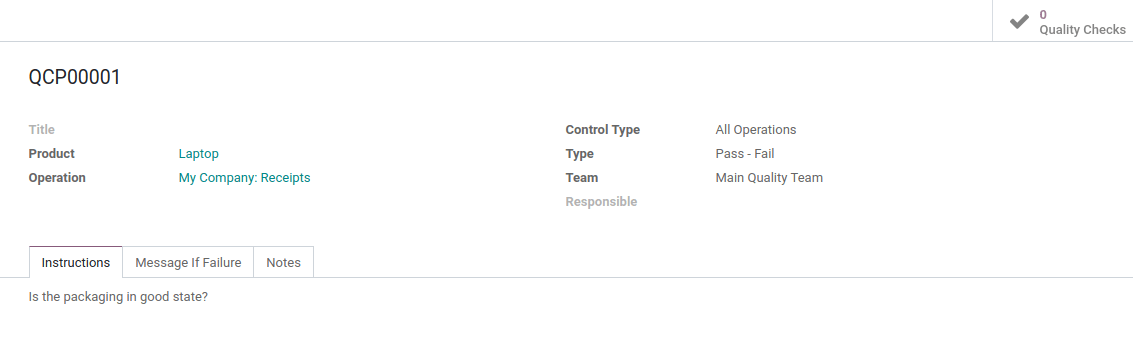 0
Quality Checks
QCP00001
Title
Product Laptop
Operation My Company: Receipts
Control Type All Operations
Type Pass - Fail
Team Main Quality Team
Responsible
Instructions Message If Failure Notes
Is the packaging in good state?